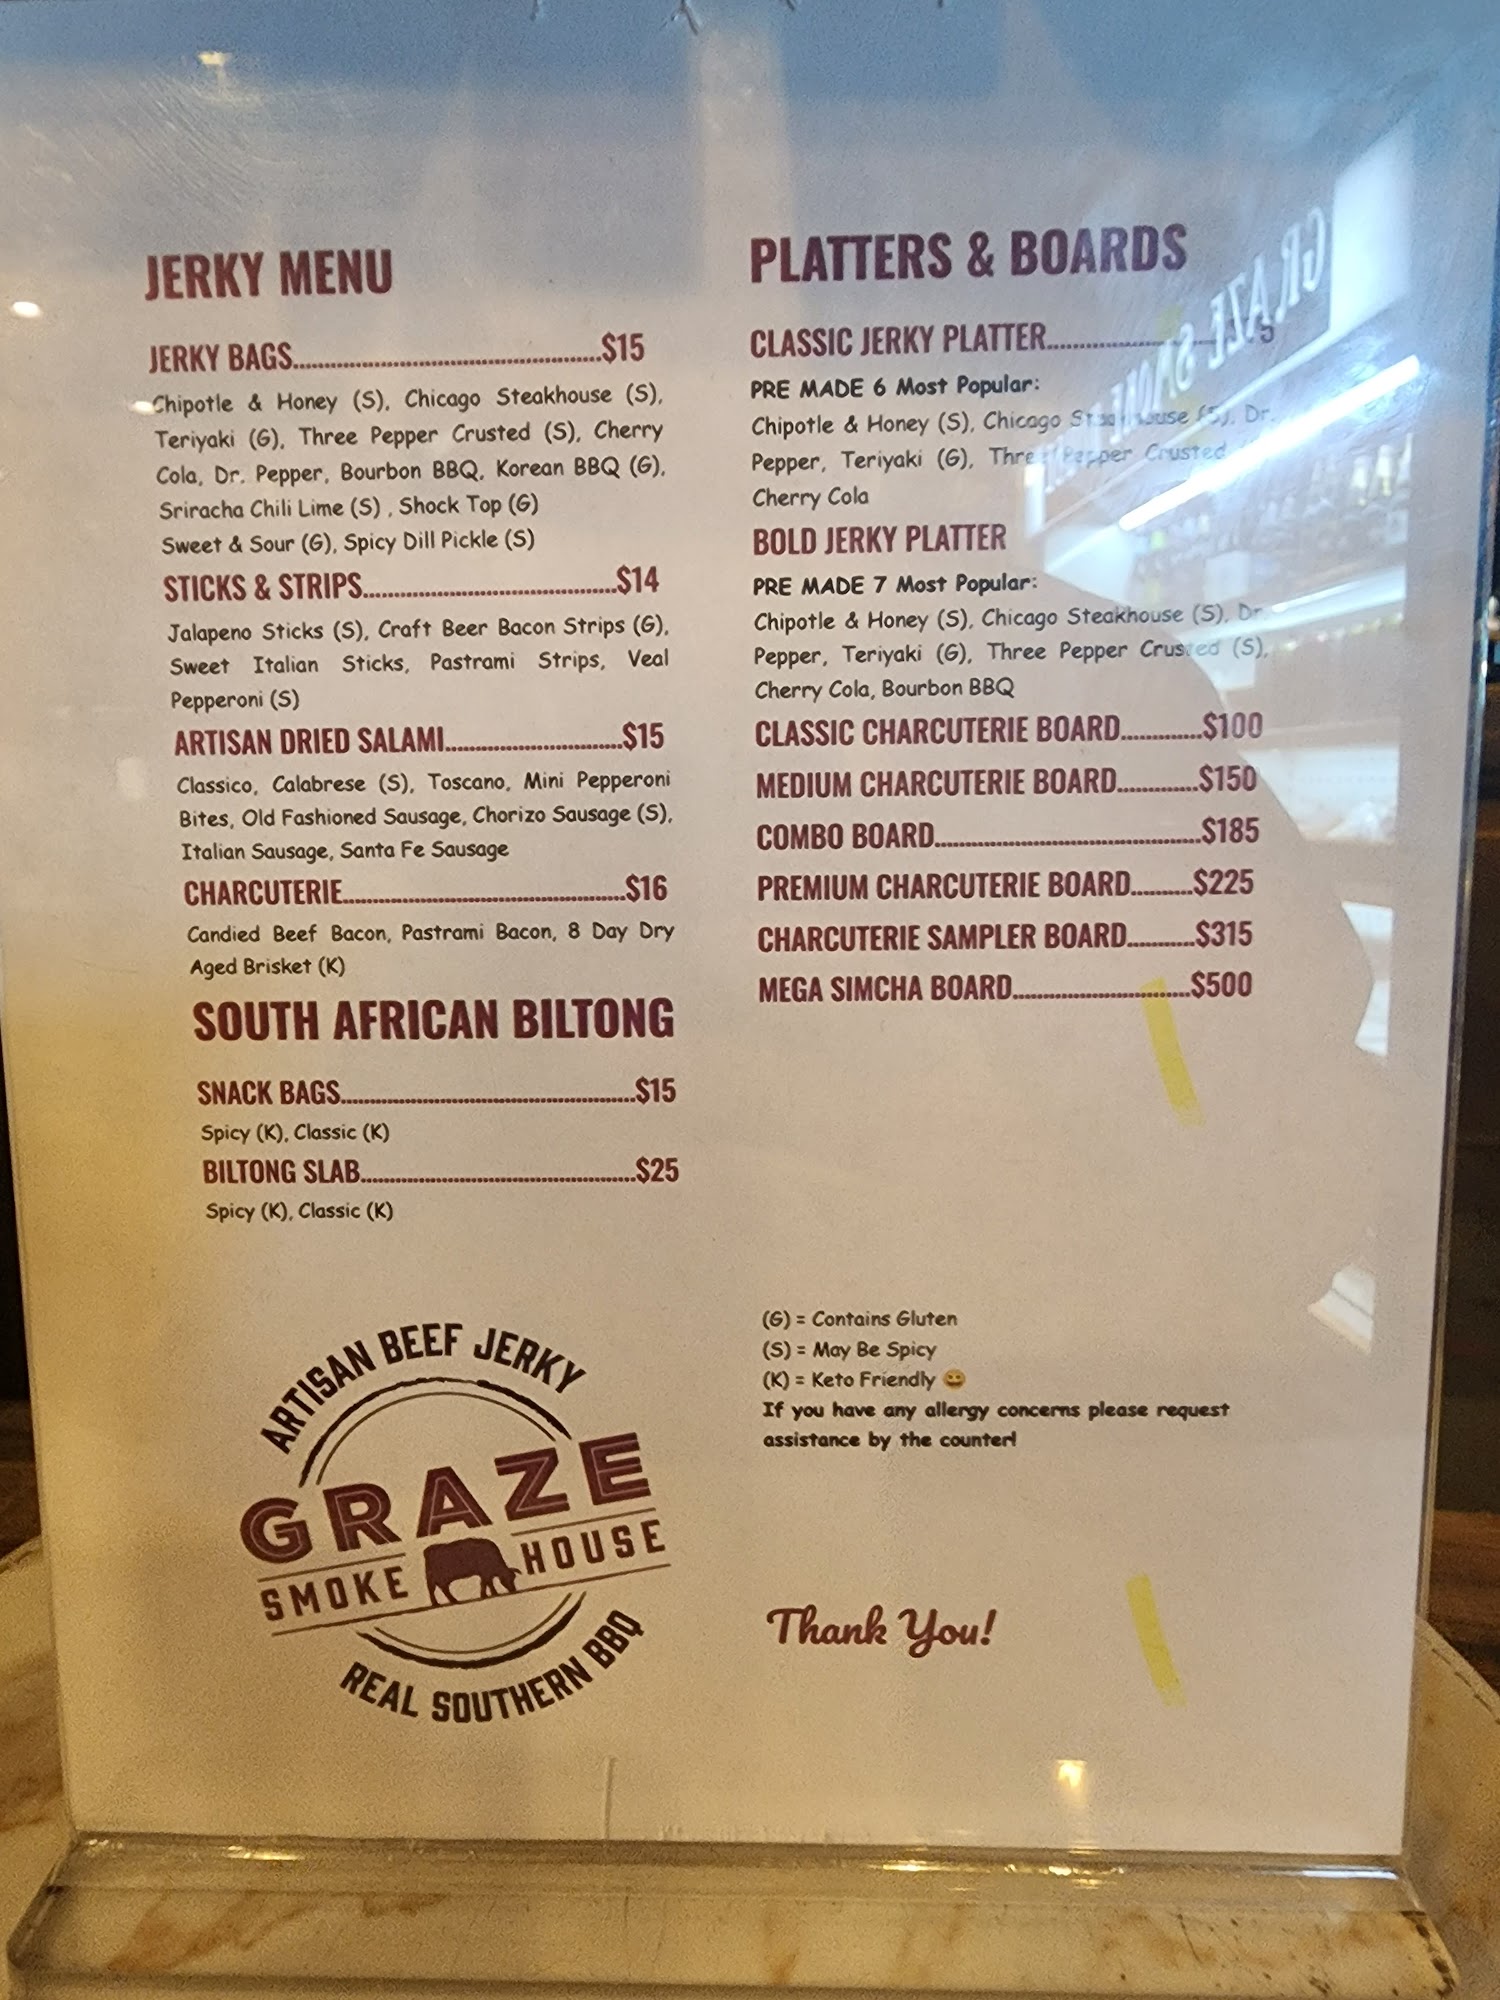 JERKY MENU
JERKY BAGS..................................................$15
Chipotle & Honey (S), Chicago Steakhouse (S),
Teriyaki (G), Three Pepper Crusted (S), Cherry
Cola, Dr. Pepper, Bourbon BBQ, Korean BBQ (G),
Sriracha Chili Lime (S) , Shock Top (G)
Sweet & Sour (G), Spicy Dill Pickle (S)
STICKS & STRIPS..........................................$14
Jalapeno Sticks (S), Craft Beer Bacon Strips (G),
Sweet Italian Sticks, Pastrami Strips, Veal
Pepperoni (S)
ARTISAN DRIED SALAMI.............................$15
Classico, Calabrese (S), Toscano, Mini Pepperoni
Bites, Old Fashioned Sausage, Chorizo Sausage (S),
Italian Sausage, Santa Fe Sausage
CHARCUTERIE..............................................$16
Candied Beef Bacon, Pastrami Bacon, 8 Day Dry
Aged Brisket (K)
SOUTH AFRICAN BILTONG
SNACK BAGS................................................$15
Spicy (K), Classic (K)
BILTONG SLAB.............................................$25
Spicy (K), Classic (K)
ARTISAN BEEF JERKY
GRAZE
SMOKE HOUSE
REAL SOUTHERN BBQ
PLATTERS & BOARDS
CLASSIC JERKY PLATTER...........................
PRE MADE 6 Most Popular:
Chipotle & Honey (S), Chicago Steakhouse (S), Dr.
Pepper, Teriyaki (G), Three Pepper Crusted
Cherry Cola
BOLD JERKY PLATTER
PRE MADE 7 Most Popular:
Chipotle & Honey (S), Chicago Steakhouse (S), Dr.
Pepper, Teriyaki (G), Three Pepper Crusted (S),
Cherry Cola, Bourbon BBQ
CLASSIC CHARCUTERIE BOARD.............$100
MEDIUM CHARCUTERIE BOARD.............$150
COMBO BOARD...........................................$185
PREMIUM CHARCUTERIE BOARD..........$225
CHARCUTERIE SAMPLER BOARD...........$315
MEGA SIMCHA BOARD.............................$500
(G) = Contains Gluten
(S) = May Be Spicy
(K) = Keto Friendly 😀
If you have any allergy concerns please request
assistance by the counter!
Thank You!